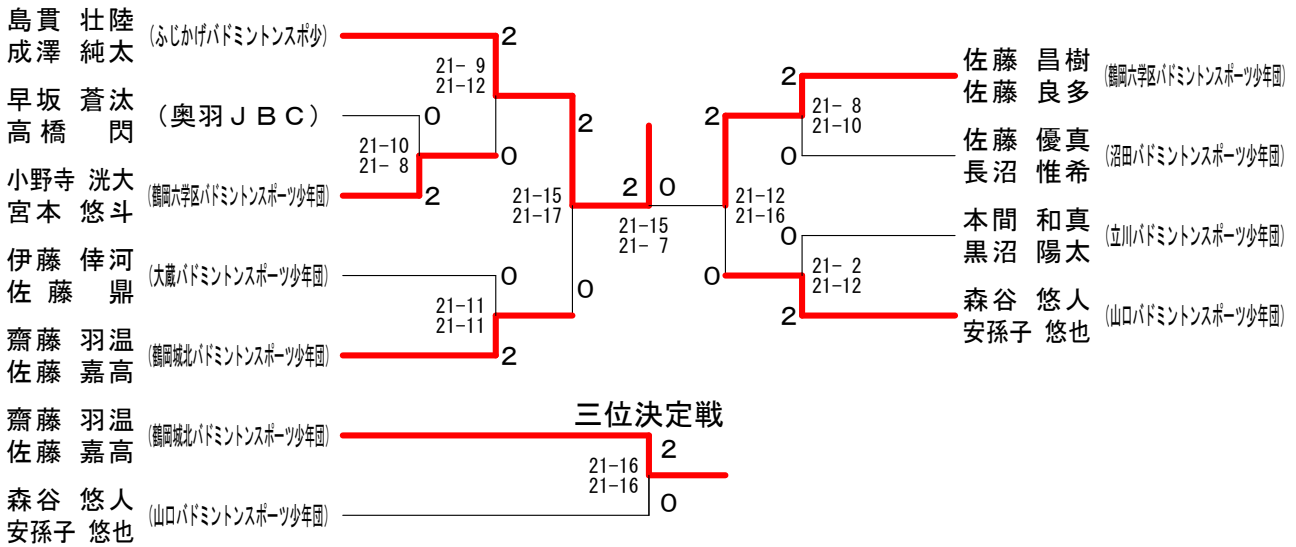 島貫 壮陸
成澤 純太
(ふじかげバドミントンスポ少)
2
21- 9
21-12
早坂 蒼汰
高橋 閃
(奥羽ＪＢＣ)
0
21-10
21- 8
0
小野寺 洸大
宮本 悠斗
(鶴岡六学区バドミントンスポーツ少年団)
2
2
21-15
21-17
伊藤 倖河
佐藤 鼎
(大蔵バドミントンスポーツ少年団)
0
21-11
21-11
0
齋藤 羽温
佐藤 嘉高
(鶴岡城北バドミントンスポーツ少年団)
2
2 0
21-15
21- 7
佐藤 昌樹
佐藤 良多
(鶴岡六学区バドミントンスポーツ少年団)
2
21- 8
21-10
2
佐藤 優真
長沼 惟希
(沼田バドミントンスポーツ少年団)
0
21-12
21-16
本間 和真
黒沼 陽太
(立川バドミントンスポーツ少年団)
0
21- 2
21-12
0
森谷 悠人
安孫子 悠也
(山口バドミントンスポーツ少年団)
2
三位決定戦
齋藤 羽温
佐藤 嘉高
(鶴岡城北バドミントンスポーツ少年団)
2
21-16
21-16
森谷 悠人
安孫子 悠也
(山口バドミントンスポーツ少年団)
0